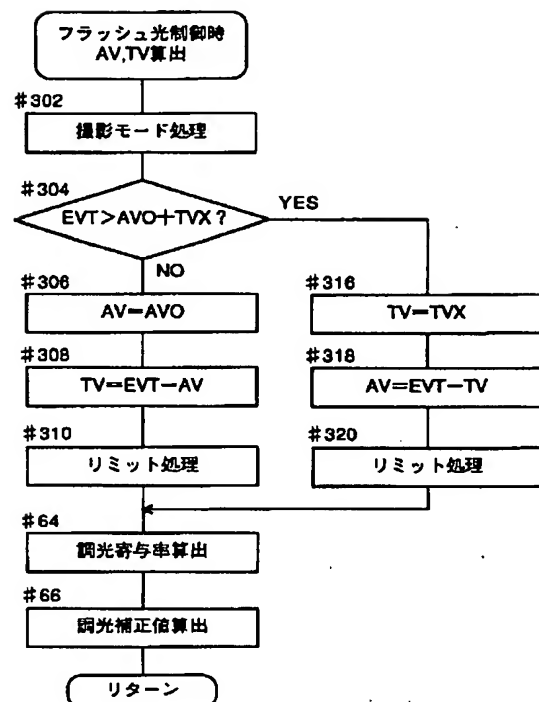 フラッシュ光制御時
AV,TV算出
#302
撮影モード処理
#304
EVT>AVO+TVX?
YES
NO
#306
AV=AVO
#316
TV=TVX
#308
TV=EVT-AV
#318
AV=EVT-TV
#310
リミット処理
#320
リミット処理
#64
調光寄与率算出
#66
調光補正値算出
リターン